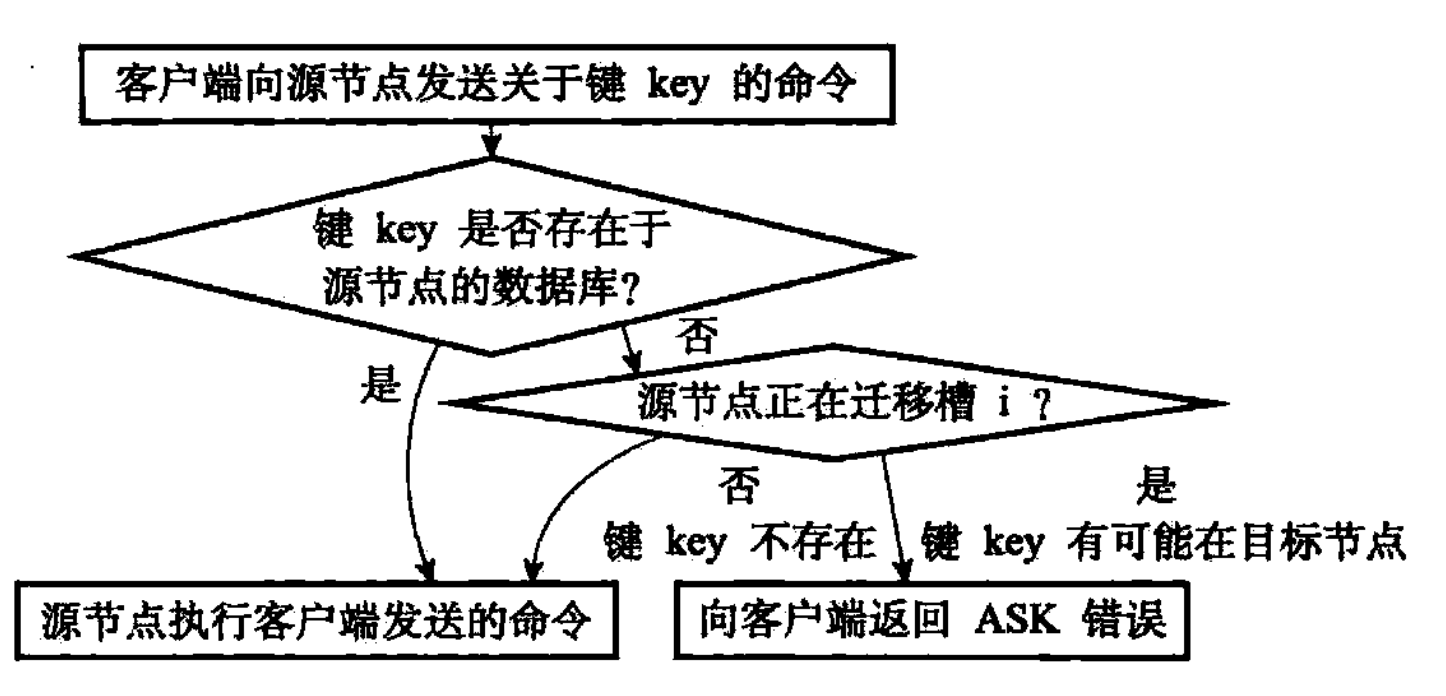 客户端向源节点发送关于键 key 的命令
键 key 是否存在于
源节点的数据库?
否
是
源节点正在迁移槽 i ?
否
键 key 不存在
是
键 key 有可能在目标节点
源节点执行客户端发送的命令
向客户端返回 ASK 错误